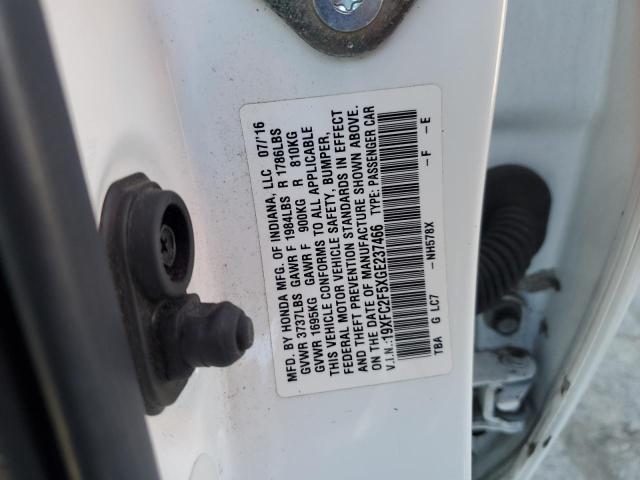 MFD. BY HONDA MFG. OF INDIANA, LLC 07/'16
GVWR 3737LBS GAWR F 1984LBS R 1786LBS
GVWR 1695KG GAWR F 900KG R 810KG
THIS VEHICLE CONFORMS TO ALL APPLICABLE
FEDERAL MOTOR VEHICLE SAFETY, BUMPER,
AND THEFT PREVENTION STANDARDS IN EFFECT
ON THE DATE OF MANUFACTURE SHOWN ABOVE.
V.I.N.:19XFC2F5XGE237466 TYPE: PASSENGER CAR
TBA G LC7 –NH578X –F –E